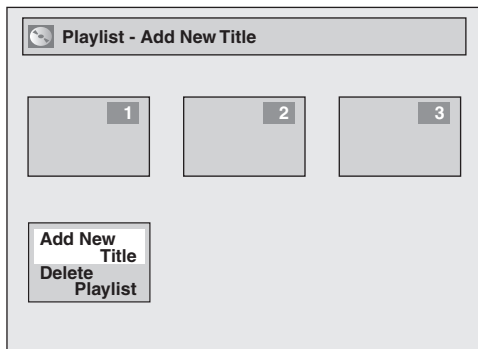 Playlist - Add New Title
1
2
3
Add New
Title
Delete
Playlist